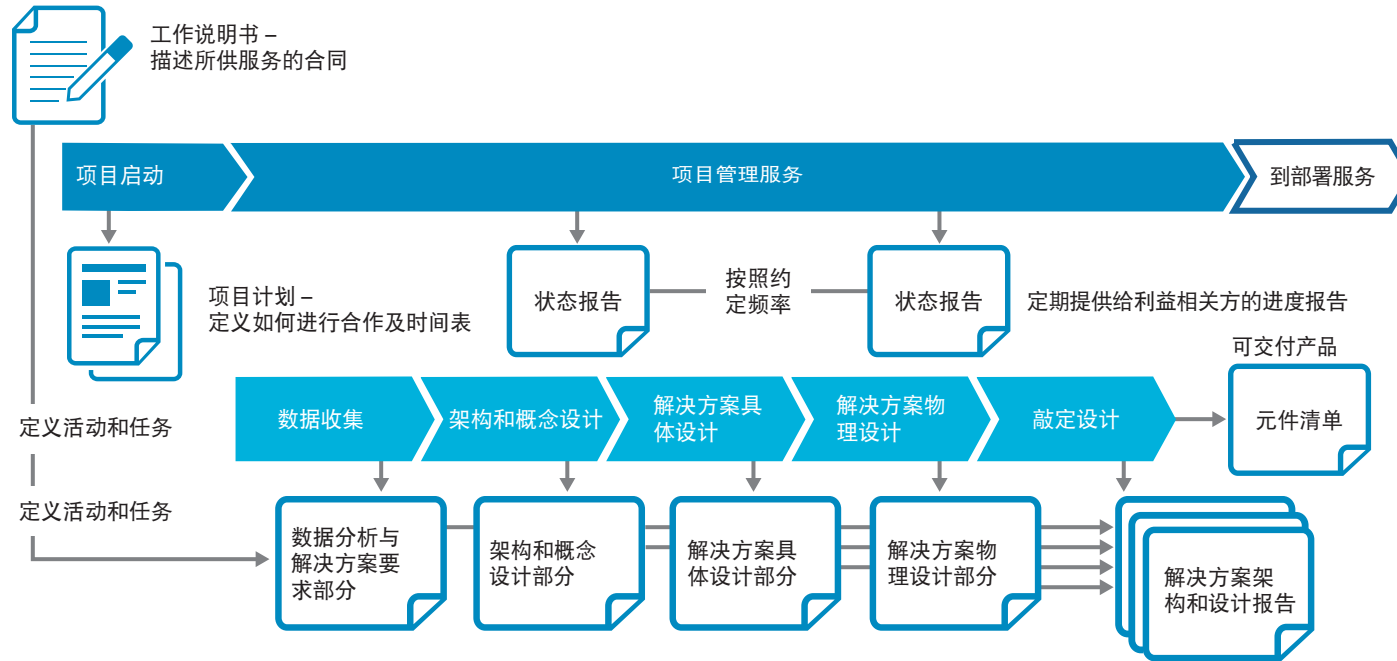 工作说明书 –
描述所供服务的合同
项目启动
项目管理服务
到部署服务
项目计划 –
定义如何进行合作及时间表
状态报告
按照约
定频率
状态报告
定期提供给利益相关方的进度报告
可交付产品
定义活动和任务
数据收集
架构和概念设计
解决方案具
体设计
解决方案物
理设计
敲定设计
元件清单
定义活动和任务
数据分析与
解决方案要
求部分
架构和概念
设计部分
解决方案具
体设计部分
解决方案物
理设计部分
解决方案架
构和设计报告